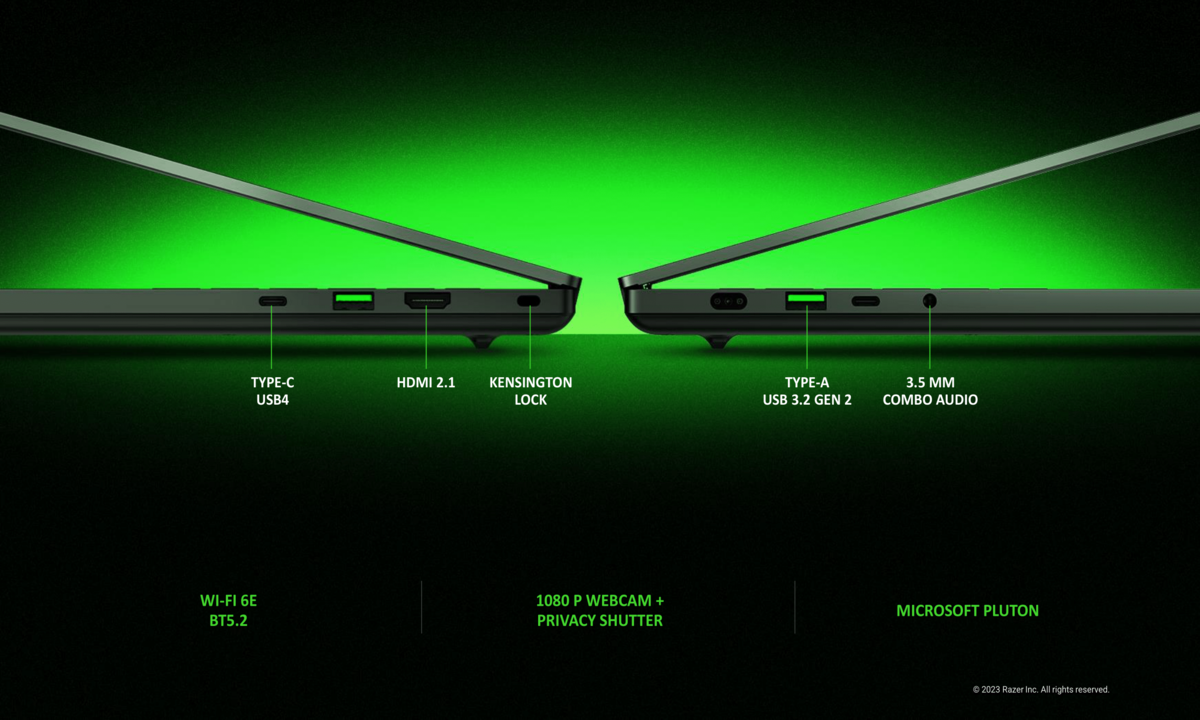 TYPE-C
USB4
HDMI 2.1
KENSINGTON
LOCK
TYPE-A
USB 3.2 GEN 2
3.5 MM
COMBO AUDIO
WI-FI 6E
BT5.2
1080 P WEBCAM +
PRIVACY SHUTTER
MICROSOFT PLUTON
© 2023 Razer Inc. All rights reserved.